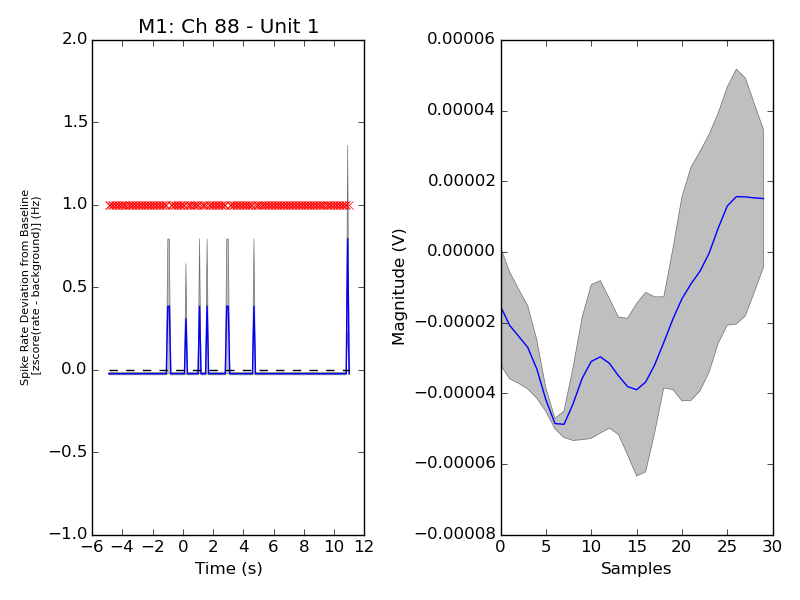 M1: Ch 88 - Unit 1
2.0
1.5
1.0
0.5
0.0
−0.5
−1.0
−6 −4 −2 0 2 4 6 8 10 12
Time (s)
Spike Rate Deviation from Baseline
[zscore(rate - background)] (Hz)
0.00006
0.00004
0.00002
0.00000
−0.00002
−0.00004
−0.00006
−0.00008
0 5 10 15 20 25 30
Samples
Magnitude (V)